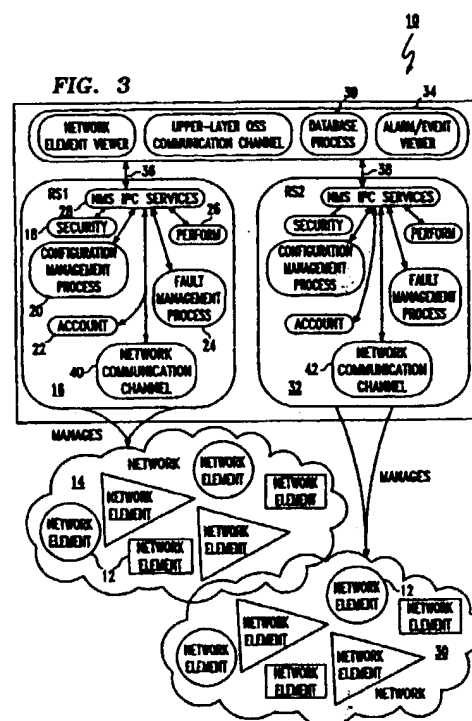 10
FIG. 3
30
34
NETWORK
ELEMENT VIEWER
UPPER-LAYER OSS
COMMUNICATION CHANNEL
DATABASE
PROCESS
ALARM/EVENT
VIEWER
36
RS1
NMS IPC SERVICES
28
26
18
SECURITY
PERFORM
CONFIGURATION
MANAGEMENT
PROCESS
20
FAULT
MANAGEMENT
PROCESS
24
ACCOUNT
22
40
NETWORK
COMMUNICATION
CHANNEL
16
38
RS2
NMS IPC SERVICES
SECURITY
PERFORM
CONFIGURATION
MANAGEMENT
PROCESS
FAULT
MANAGEMENT
PROCESS
ACCOUNT
42
NETWORK
COMMUNICATION
CHANNEL
32
MANAGES
MANAGES
14
NETWORK
NETWORK
ELEMENT
NETWORK
ELEMENT
NETWORK
ELEMENT
NETWORK
ELEMENT
NETWORK
ELEMENT
NETWORK
ELEMENT
12
NETWORK
ELEMENT
12
NETWORK
ELEMENT
NETWORK
ELEMENT
NETWORK
ELEMENT
NETWORK
ELEMENT
NETWORK
ELEMENT
30
NETWORK